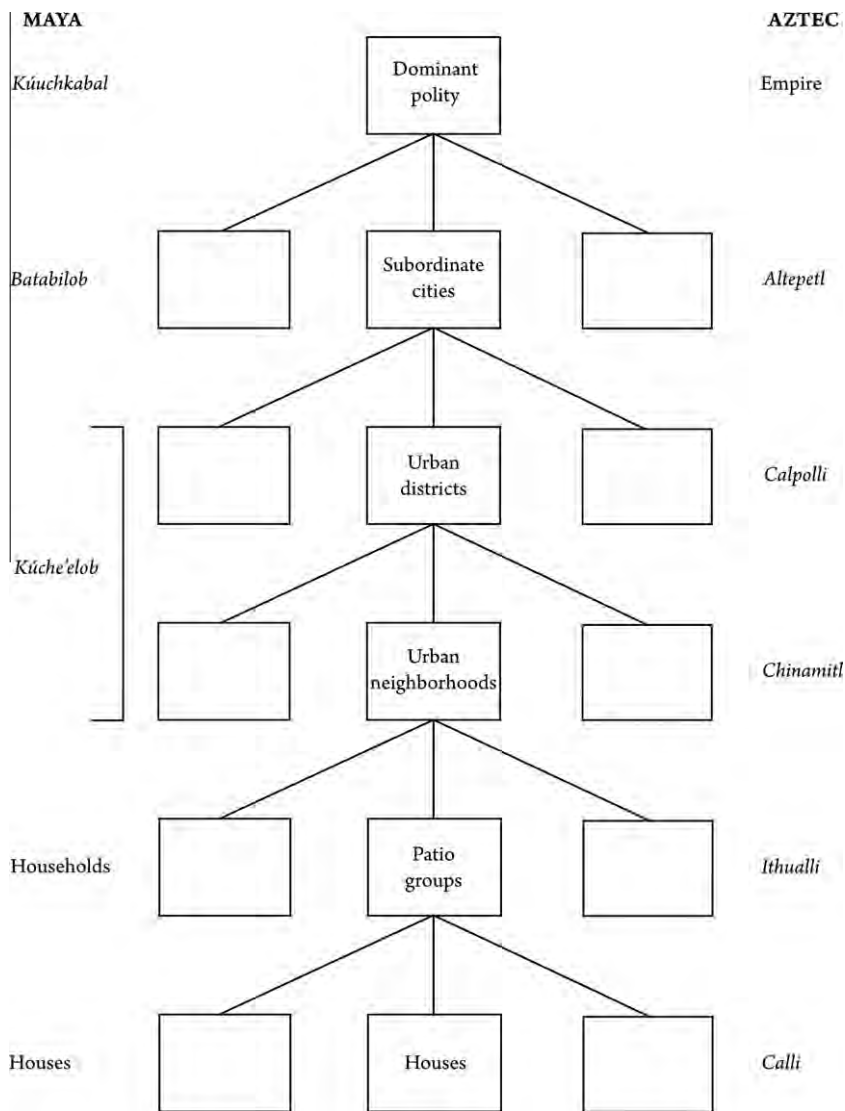 MAYA
AZTEC
Kúuchkabal
Dominant
polity
Empire
Batabilob
Subordinate
cities
Altepetl
Urban
districts
Calpolli
Kúche'elob
Urban
neighborhoods
Chinamitl
Households
Patio
groups
Ithualli
Houses
Houses
Calli